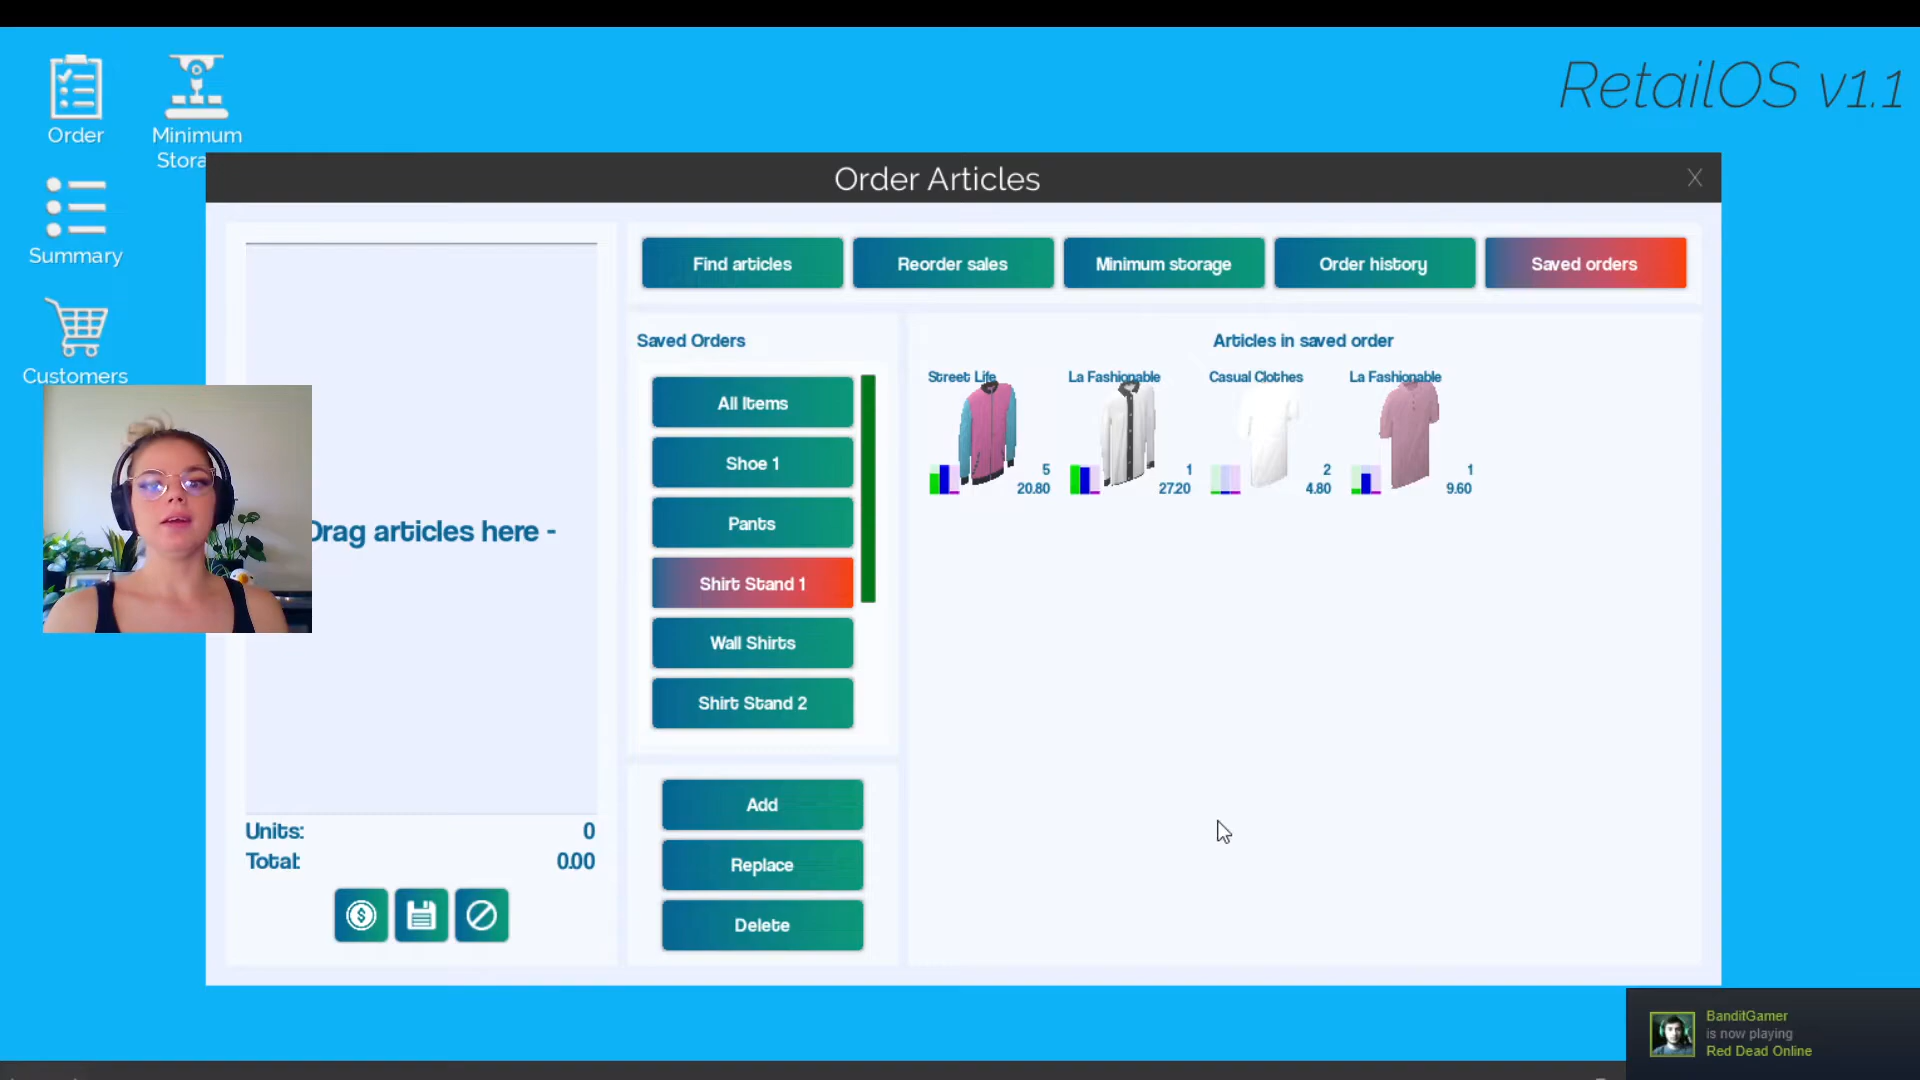 RetailOS v1.1
Order
Minimum
Stora
Summary
Customers
Order Articles
X
Find articles
Reorder sales
Minimum storage
Order history
Saved orders
Saved Orders
All Items
Shoe 1
Pants
Shirt Stand 1
Wall Shirts
Shirt Stand 2
Add
Replace
Delete
Articles in saved order
Street Life
5
20.80
La Fashionable
1
27.20
Casual Clothes
2
4.80
La Fashionable
1
9.60
Drag articles here -
Units: 0
Total: 0.00
BanditGamer
is now playing
Red Dead Online